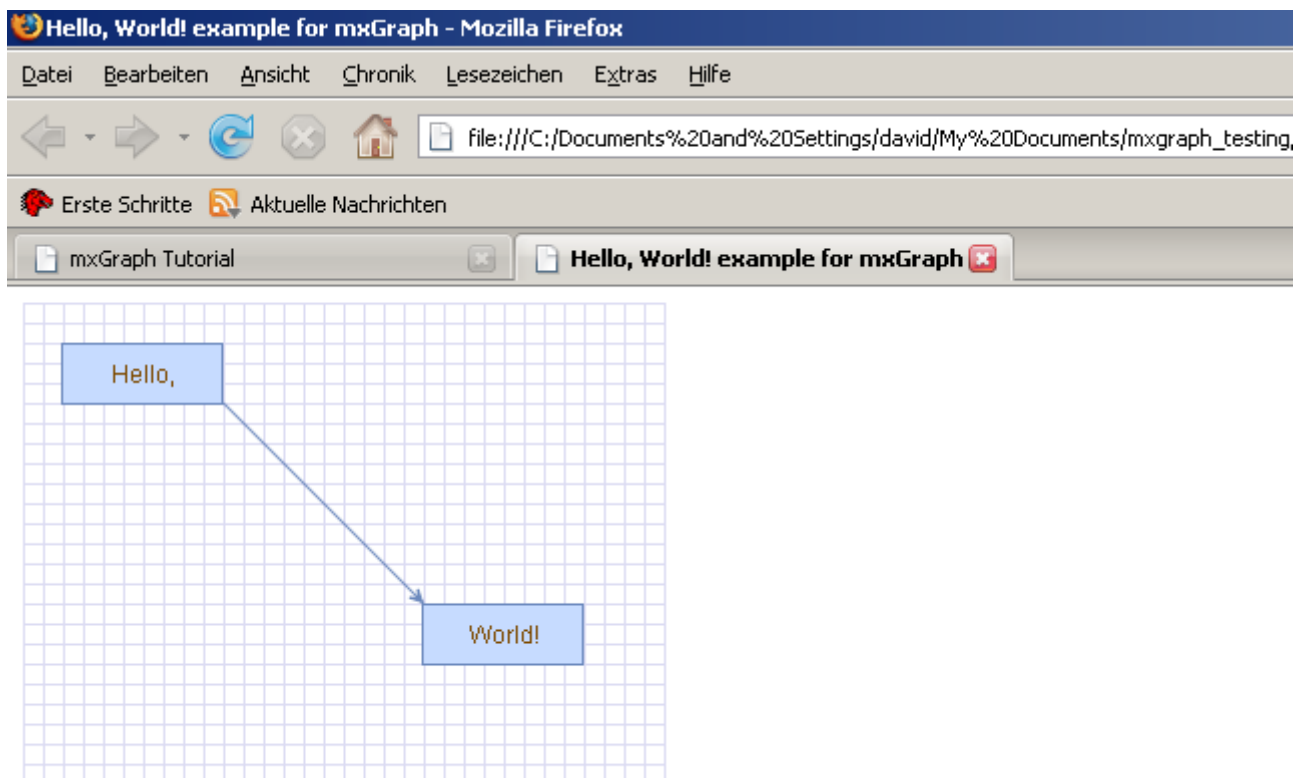 Hello, World! example for mxGraph - Mozilla Firefox
Datei Bearbeiten Ansicht Chronik Lesezeichen Extras Hilfe
file:///C:/Documents%20and%20Settings/david/My%20Documents/mxgraph_testing,
Erste Schritte Aktuelle Nachrichten
mxGraph Tutorial Hello, World! example for mxGraph
Hello,
World!